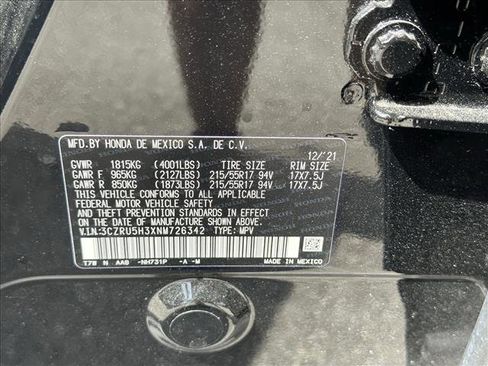 MFD.BY HONDA DE MEXICO S.A. DE C.V.
12/'21
GVWR 1815KG (4001LBS) TIRE SIZE RIM SIZE
GAWR F 965KG (2127LBS) 215/55R17 94V 17X7.5J
GAWR R 850KG (1873LBS) 215/55R17 94V 17X7.5J
THIS VEHICLE CONFORMS TO ALL APPLICABLE
FEDERAL MOTOR VEHICLE SAFETY
STANDARDS IN EFFECT
ON THE DATE OF MANUFACTURE SHOWN ABOVE.
V.I.N:3CZRU5H3XNM726342 TYPE: MPV
T7W N AA9 -NH731P -A -M MADE IN MEXICO